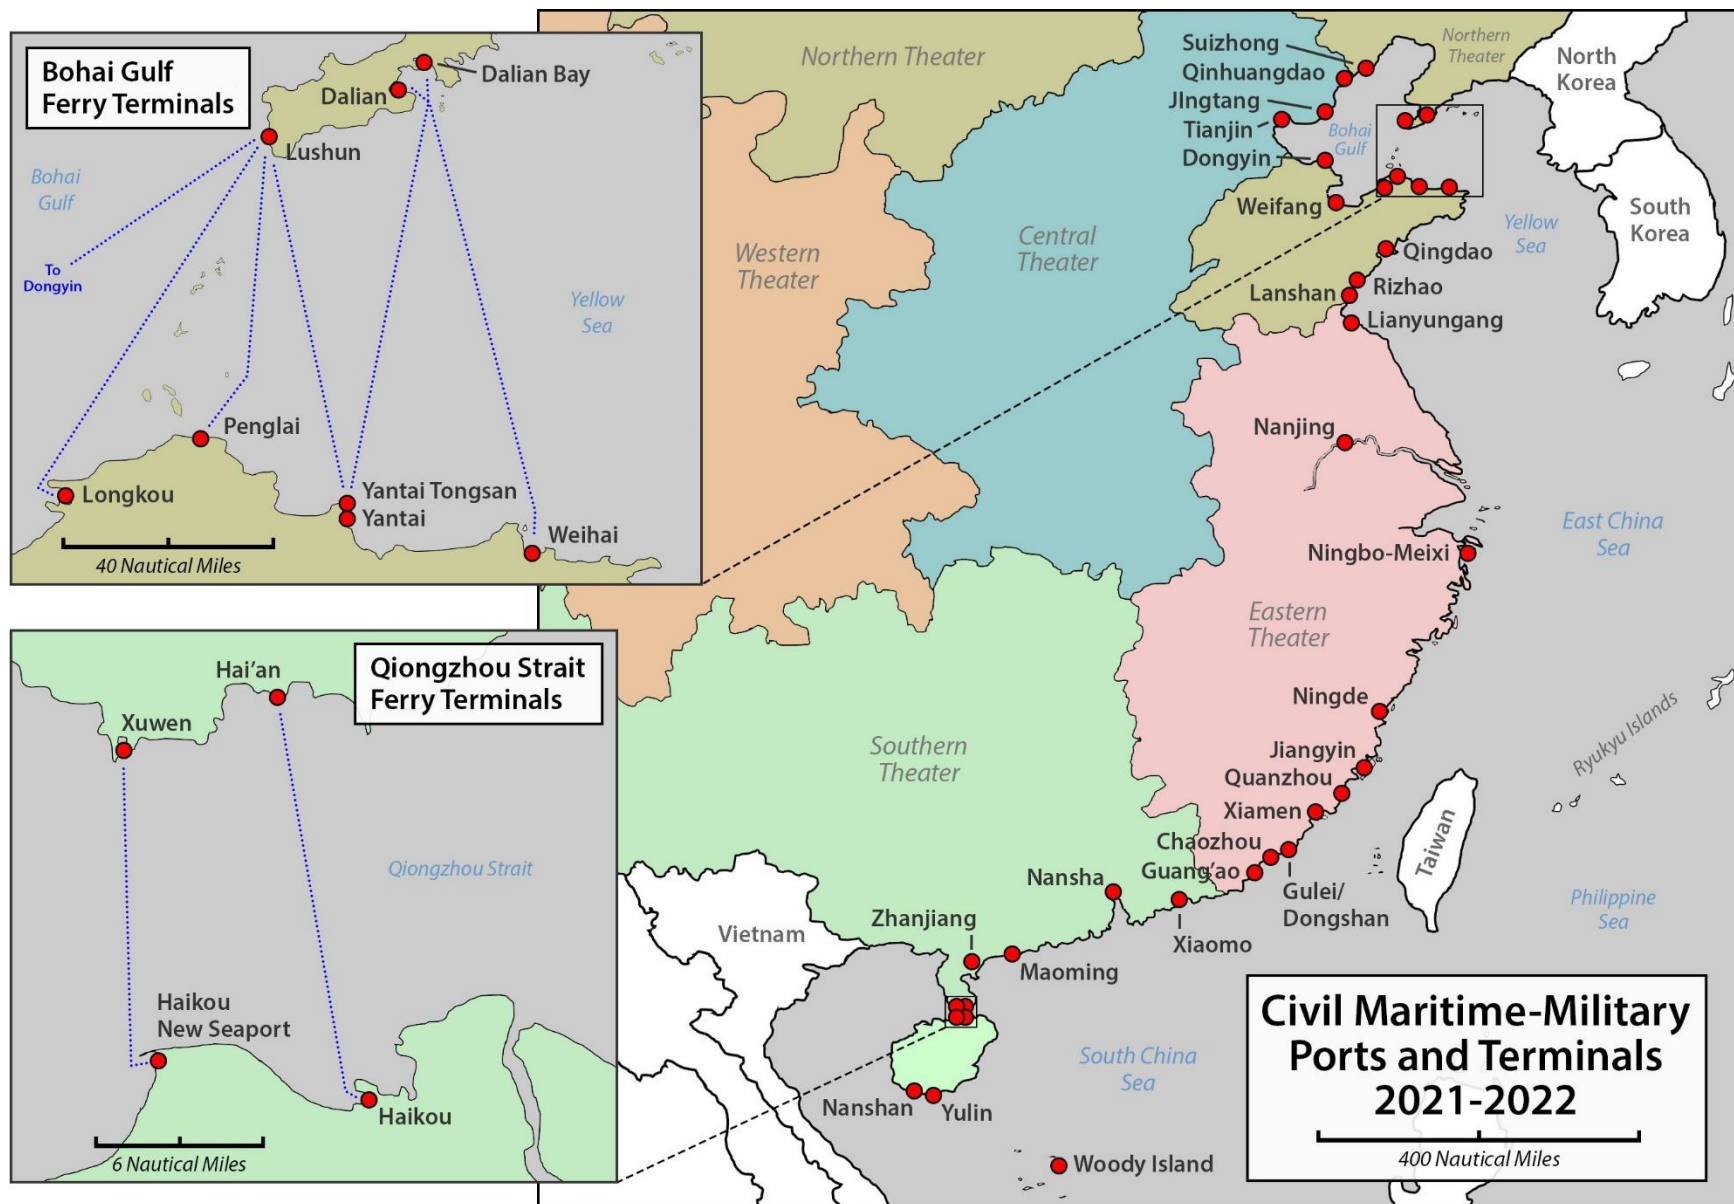 Bohai Gulf
Ferry Terminals
Dalian Bay
Dalian
Lushun
Bohai
Gulf
To
Dongyin
Yellow
Sea
Penglai
Longkou
Yantai Tongsan
Yantai
Weihai
40 Nautical Miles
Qiongzhou Strait
Ferry Terminals
Hai'an
Xuwen
Qiongzhou Strait
Haikou
New Seaport
Haikou
6 Nautical Miles
Northern Theater
Suizhong
Qinhuangdao
JIngtang
Tianjin
Dongyin
Bohai
Gulf
Northern
Theater
North
Korea
South
Korea
Weifang
Yellow
Sea
Western
Theater
Central
Theater
Qingdao
Rizhao
Lanshan
Lianyungang
Nanjing
East China
Sea
Ningbo-Meixi
Eastern
Theater
Ningde
Ryukyu Islands
Southern
Theater
Jiangyin
Quanzhou
Xiamen
Chaozhou
Guang'ao
Taiwan
Nansha
Gulei/
Dongshan
Philippine
Sea
Zhanjiang
Vietnam
Xiaomo
Maoming
South China
Sea
Nanshan
Yulin
Woody Island
Civil Maritime-Military
Ports and Terminals
2021-2022
400 Nautical Miles